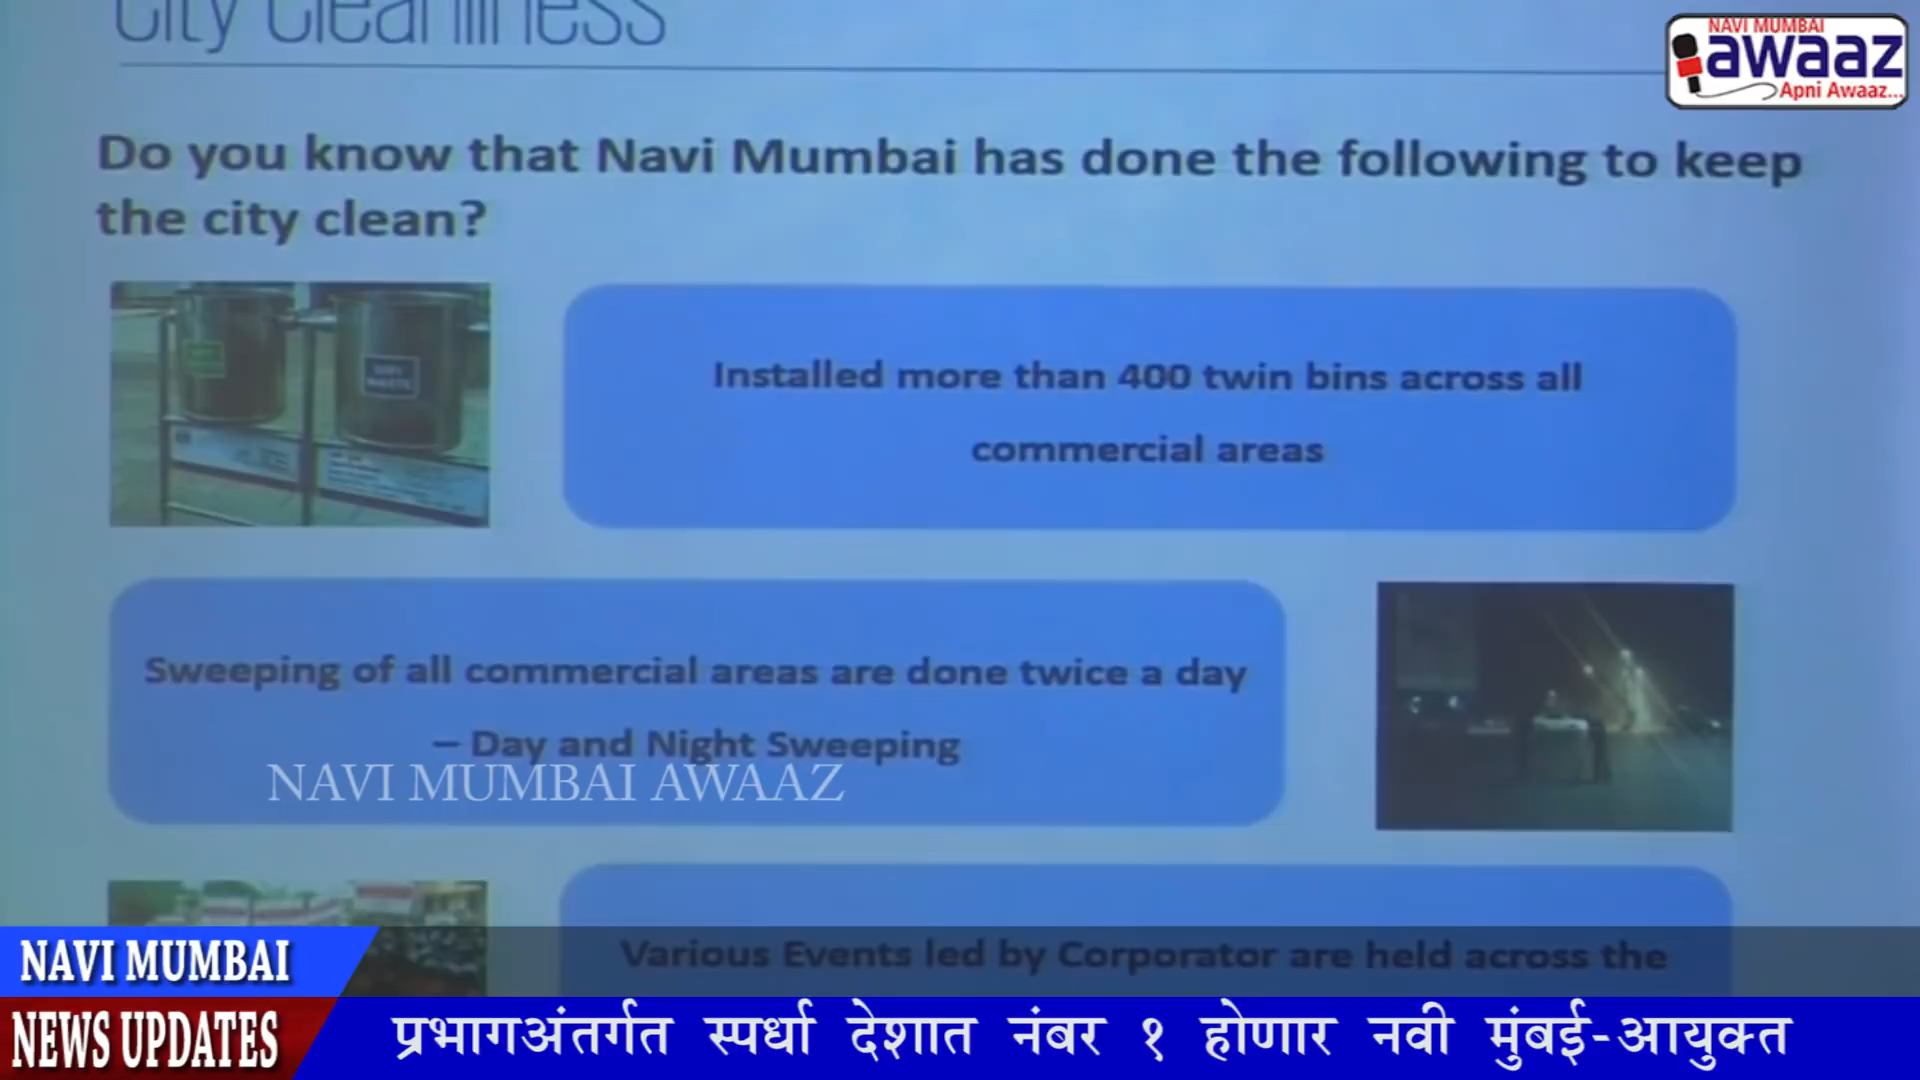 City Cleanliness
NAVI MUMBAI
awaaz
Apni Awaaz...
Do you know that Navi Mumbai has done the following to keep
the city clean?
WASTE
Installed more than 400 twin bins across all
commercial areas
Sweeping of all commercial areas are done twice a day
– Day and Night Sweeping
NAVI MUMBAI AWAAZ
Various Events led by Corporator are held across the
NAVI MUMBAI
NEWS UPDATES
प्रभागअंतर्गत स्पर्धा देशात नंबर १ होणार नवी मुंबई-आयुक्त